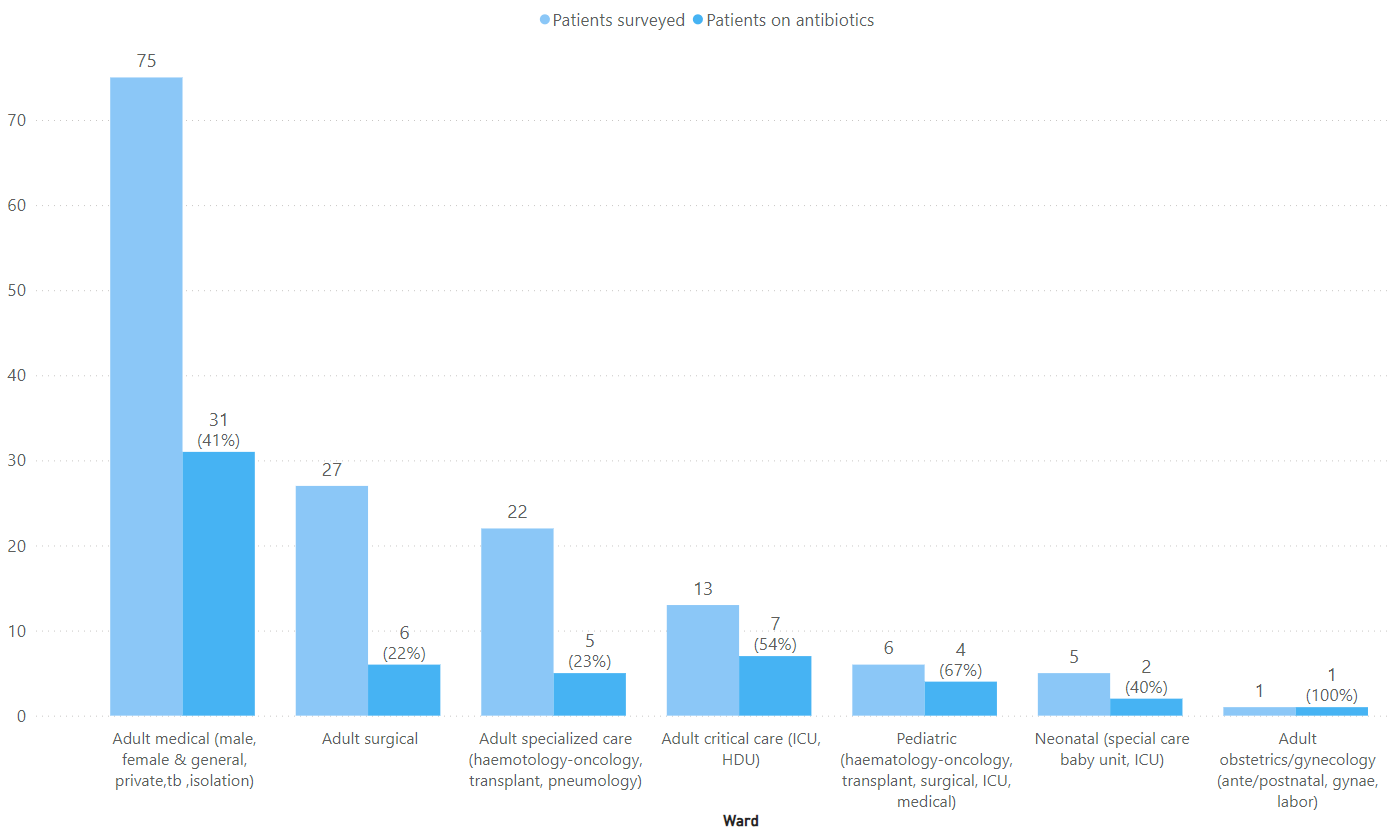 Patients surveyed Patients on antibiotics
75
70
60
50
40
31
(41%)
30
27
22
20
13
10
7
(54%)
6
(22%)
5
(23%)
6
4
(67%)
5
2
(40%)
1
1
(100%)
0
Adult medical (male,
female & general,
private,tb ,isolation)
Adult surgical
Adult specialized care
(haemotology-oncology,
transplant, pneumology)
Adult critical care (ICU,
HDU)
Pediatric
(haematology-oncology,
transplant, surgical, ICU,
medical)
Neonatal (special care
baby unit, ICU)
Adult
obstetrics/gynecology
(ante/postnatal, gynae,
labor)
Ward